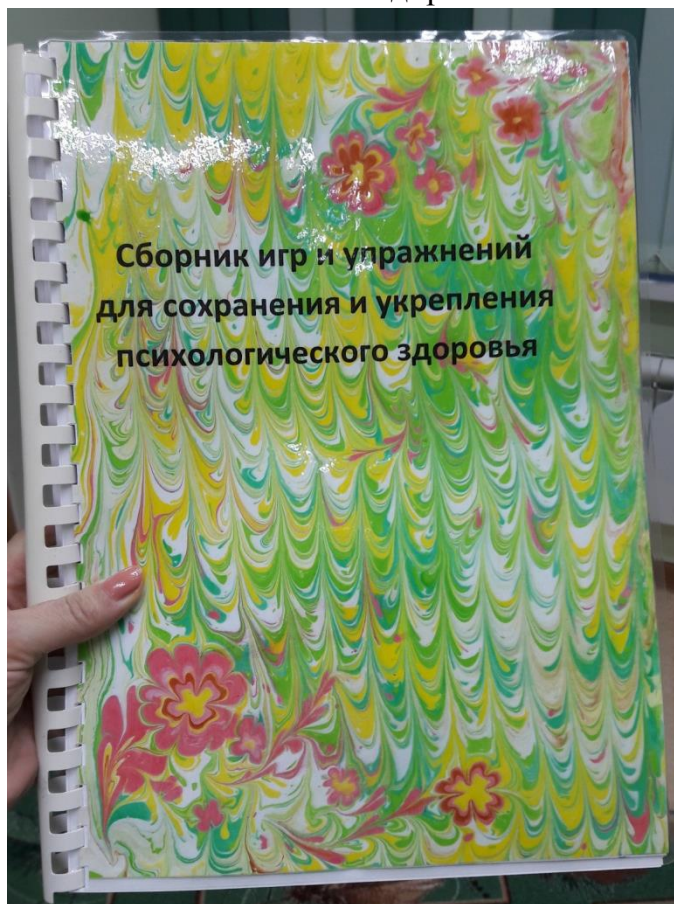 Сборник игр и упражнений
для сохранения и укрепления
психологического здоровья